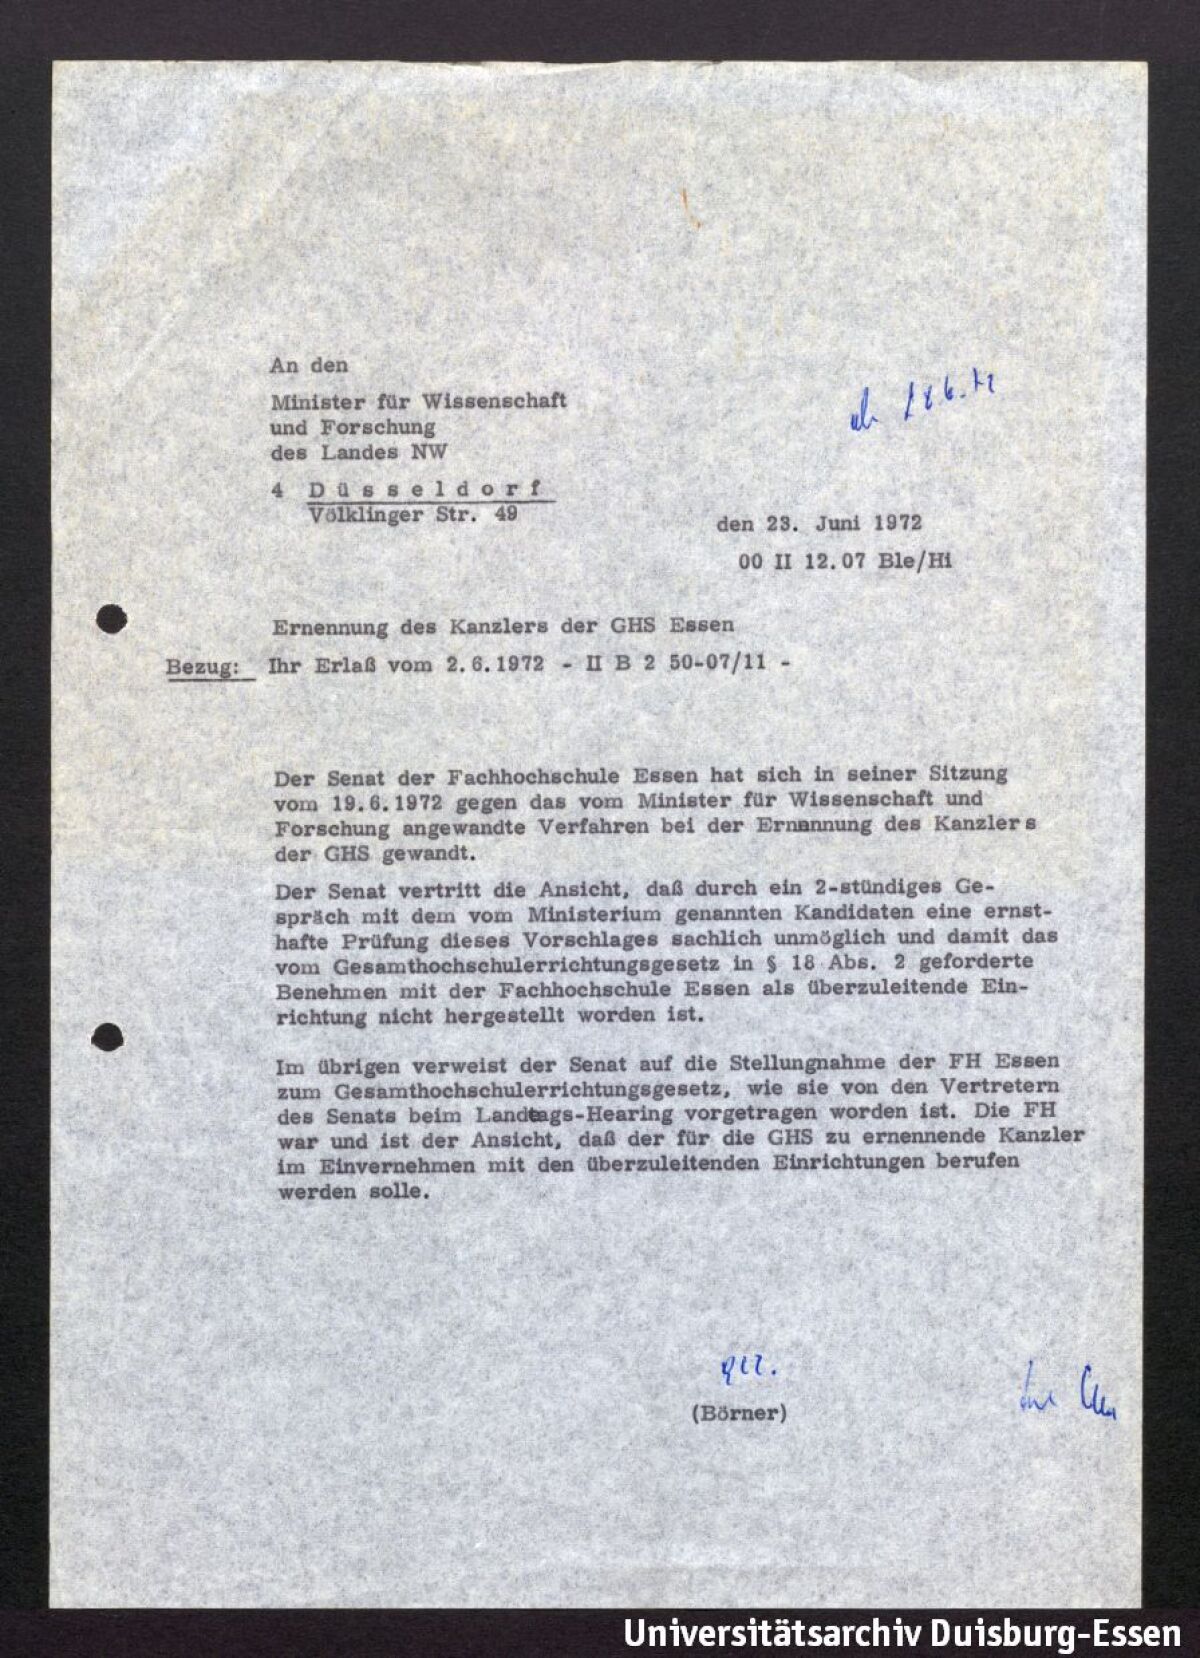 An den
Minister für Wissenschaft
und Forschung
des Landes NW
4 Düsseldorf
Völklinger Str. 49
den 23. Juni 1972
00 II 12.07 Ble/Hi
Ernennung des Kanzlers der GHS Essen
Bezug: Ihr Erlaß vom 2.6.1972 - II B 2 50-07/11 -
Der Senat der Fachhochschule Essen hat sich in seiner Sitzung
vom 19.6.1972 gegen das vom Minister für Wissenschaft und
Forschung angewandte Verfahren bei der Ernennung des Kanzlers
der GHS gewandt.
Der Senat vertritt die Ansicht, daß durch ein 2-stündiges Ge-
spräch mit dem vom Ministerium genannten Kandidaten eine ernst-
hafte Prüfung dieses Vorschlages sachlich unmöglich und damit das
vom Gesamthochschulerrichtungsgesetz in § 18 Abs. 2 geforderte
Benehmen mit der Fachhochschule Essen als überzuleitende Ein-
richtung nicht hergestellt worden ist.
Im übrigen verweist der Senat auf die Stellungnahme der FH Essen
zum Gesamthochschulerrichtungsgesetz, wie sie von den Vertretern
des Senats beim Landtags-Hearing vorgetragen worden ist. Die FH
war und ist der Ansicht, daß der für die GHS zu ernennende Kanzler
im Einvernehmen mit den überzuleitenden Einrichtungen berufen
werden solle.
gez.
(Börner)
Universitätsarchiv Duisburg-Essen